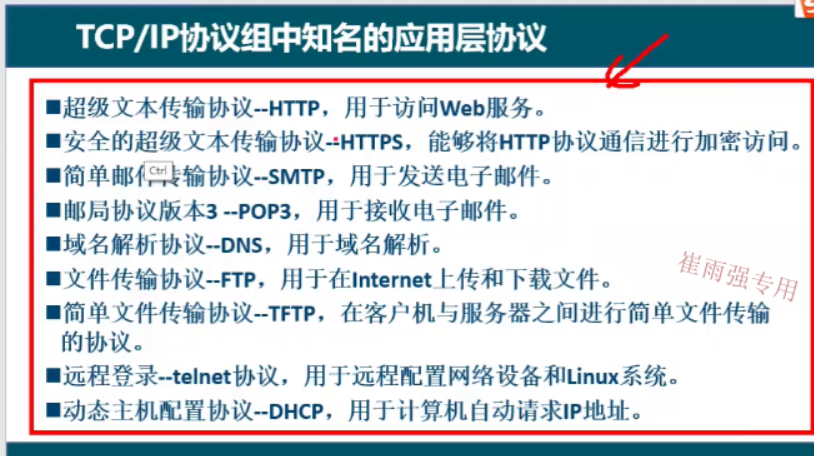 TCP/IP协议组中知名的应用层协议
■超级文本传输协议--HTTP，用于访问Web服务。
■安全的超级文本传输协议--HTTPS，能够将HTTP协议通信进行加密访问。
■简单邮件传输协议--SMTP，用于发送电子邮件。
Ctrl
■邮局协议版本3 --POP3，用于接收电子邮件。
■域名解析协议--DNS，用于域名解析。
■文件传输协议--FTP，用于在Internet上传和下载文件。
崔雨强专用
■简单文件传输协议--TFTP，在客户机与服务器之间进行简单文件传输
的协议。
■远程登录--telnet协议，用于远程配置网络设备和Linux系统。
■动态主机配置协议--DHCP，用于计算机自动请求IP地址。